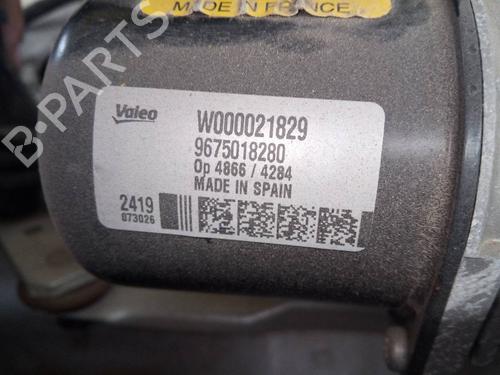 MADE IN FRANCE
Valeo
W000021829
9675018280
Op 4866 / 4284
MADE IN SPAIN
2419
073026
B-PARTS